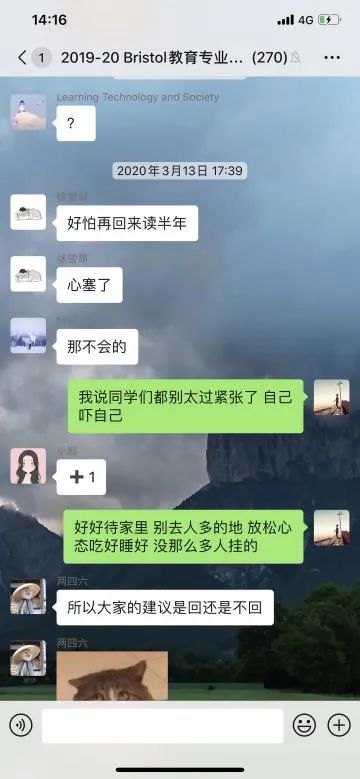 14:16
4G
1
2019-20 Bristol教育专业... (270)
Learning Technology and Society
？
2020年3月13日 17:39
好怕再回来读半年
心塞了
那不会的
我说同学们都别太过紧张了 自己
吓自己
➕1
好好待家里 别去人多的地 放松心
态吃好睡好 没那么多人挂的
两四六
所以大家的建议是回还是不回
两四六